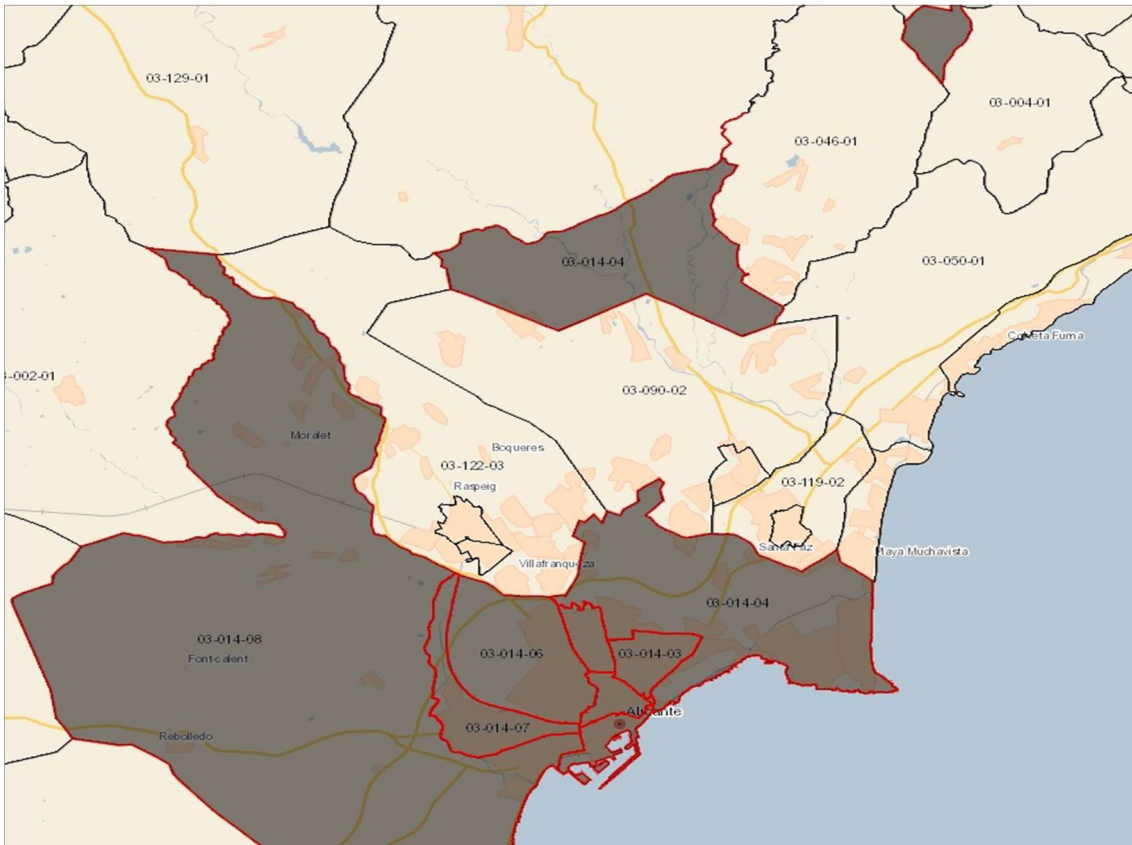 03-129-01
03-004-01
03-046-01
03-014-04
03-050-01
Coveta Fuma
-002-01
03-090-02
Moralet
Boqueres
03-122-03
Raspeig
03-119-02
Santa Faz
Playa Muchavista
Villafranqueza
03-014-04
03-014-08
Font-calent
03-014-06
03-014-03
Alicante
03-014-07
Rebolledo